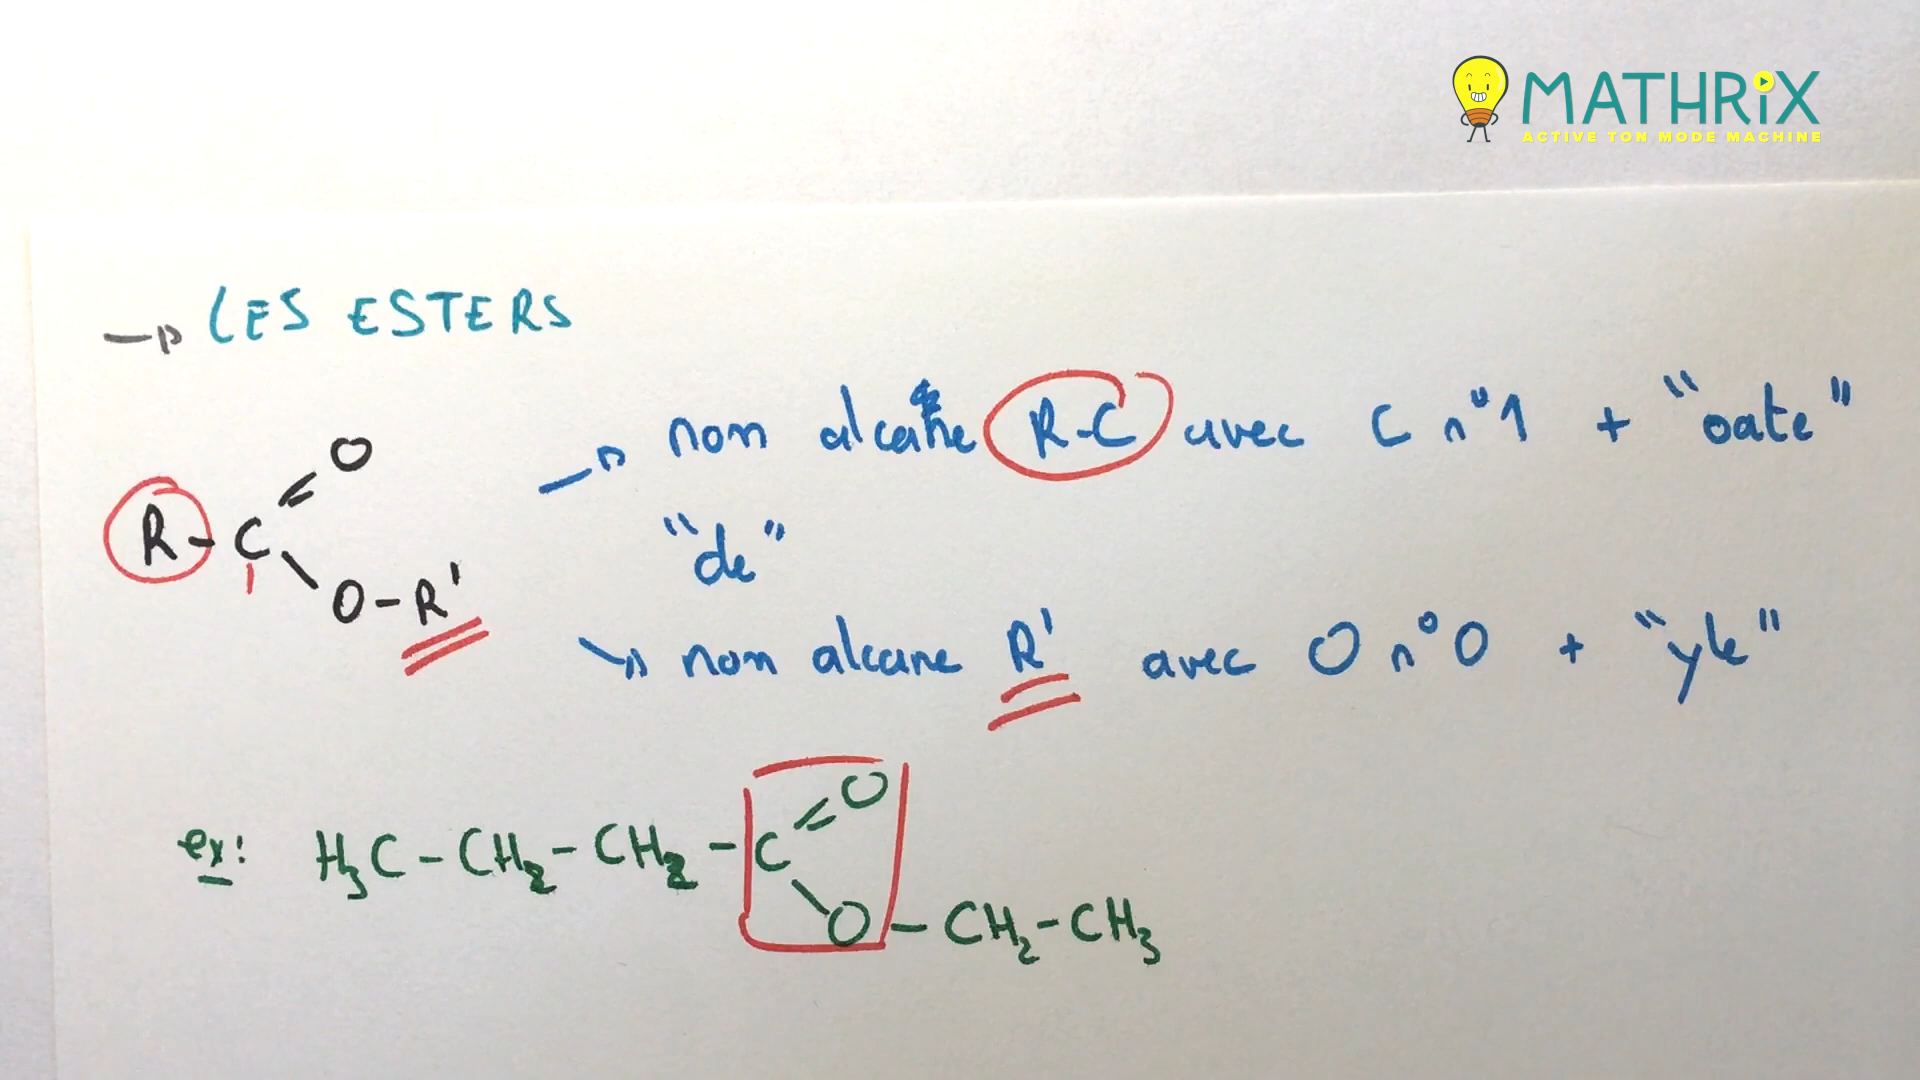 MATHRiX
ACTIVE TON MODE MACHINE
→ LES ESTERS
R-C=O O-R'
→ nom alcane R-C avec C n°1 + "oate"
"de"
→ nom alcane R' avec O n°0 + "yle"
ex: H₃C-CH₂-CH₂-C=O O-CH₂-CH₃